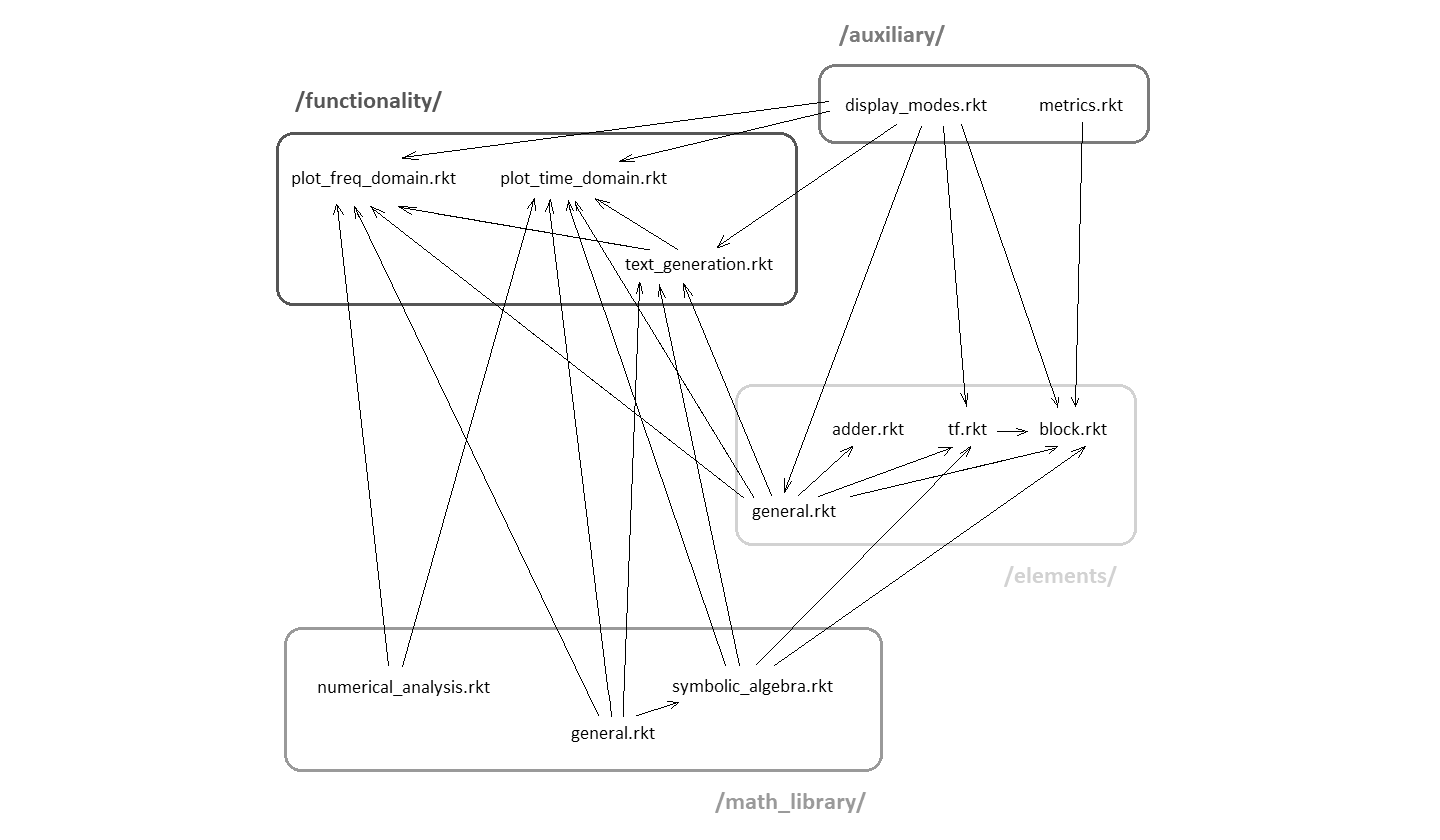 /auxiliary/
display_modes.rkt
metrics.rkt
/functionality/
plot_freq_domain.rkt
plot_time_domain.rkt
text_generation.rkt
adder.rkt
tf.rkt
block.rkt
general.rkt
/elements/
numerical_analysis.rkt
symbolic_algebra.rkt
general.rkt
/math_library/